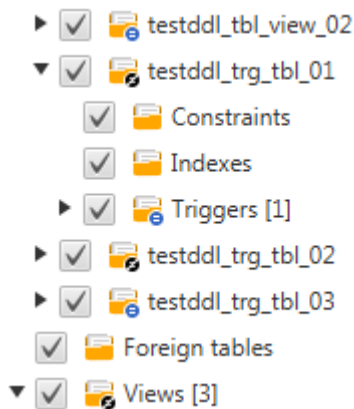 testddl_tbl_view_02
testddl_trg_tbl_01
Constraints
Indexes
Triggers [1]
testddl_trg_tbl_02
testddl_trg_tbl_03
Foreign tables
Views [3]